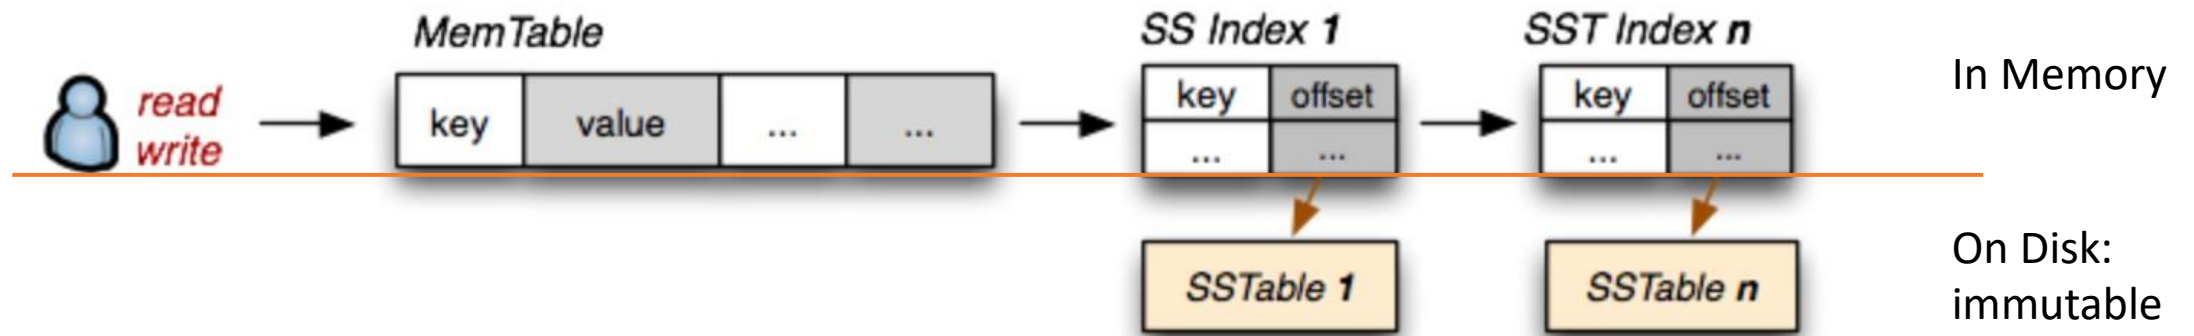 MemTable
SS Index 1
SST Index n
In Memory
read
write
key
value
...
...
key
offset
...
...
key
offset
...
...
SSTable 1
SSTable n
On Disk:
immutable